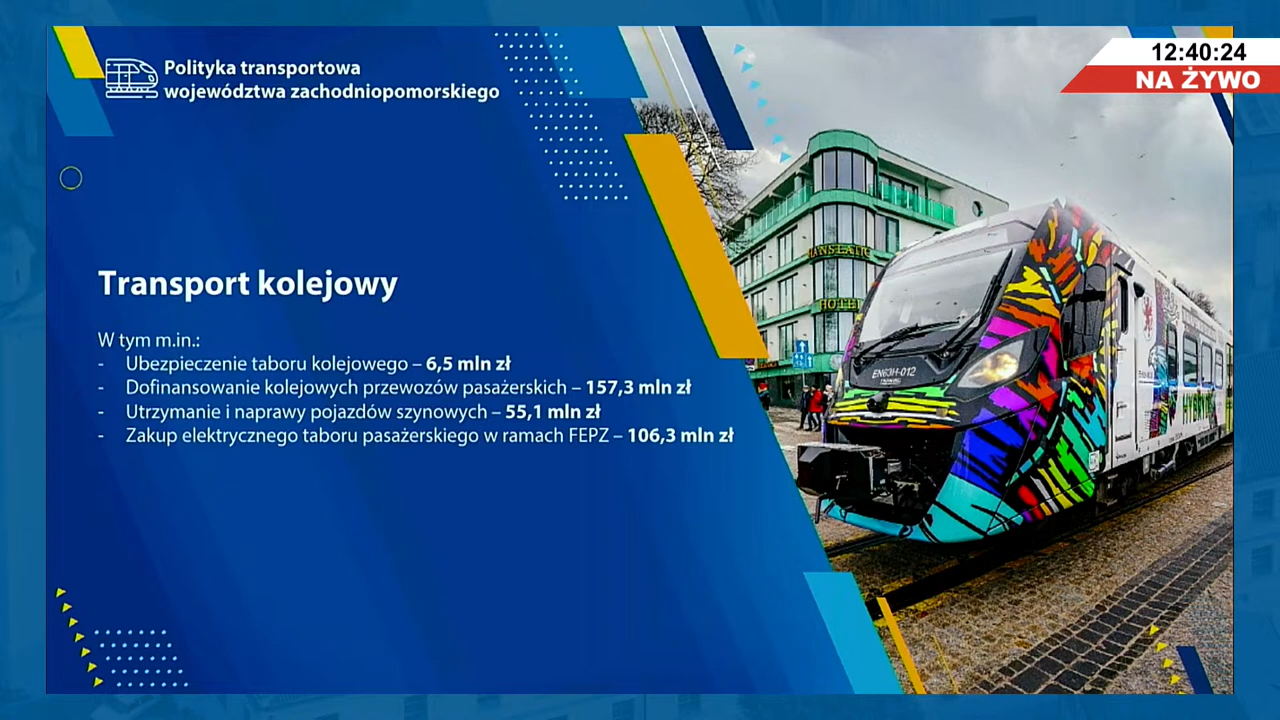 Polityka transportowa
województwa zachodniopomorskiego
12:40:24
NA ŻYWO
Transport kolejowy
W tym m.in.:
- Ubezpieczenie taboru kolejowego – 6,5 mln zł
- Dofinansowanie kolejowych przewozów pasażerskich – 157,3 mln zł
- Utrzymanie i naprawy pojazdów szynowych – 55,1 mln zł
- Zakup elektrycznego taboru pasażerskiego w ramach FEPZ – 106,3 mln zł
HOTEL
EN63H-012